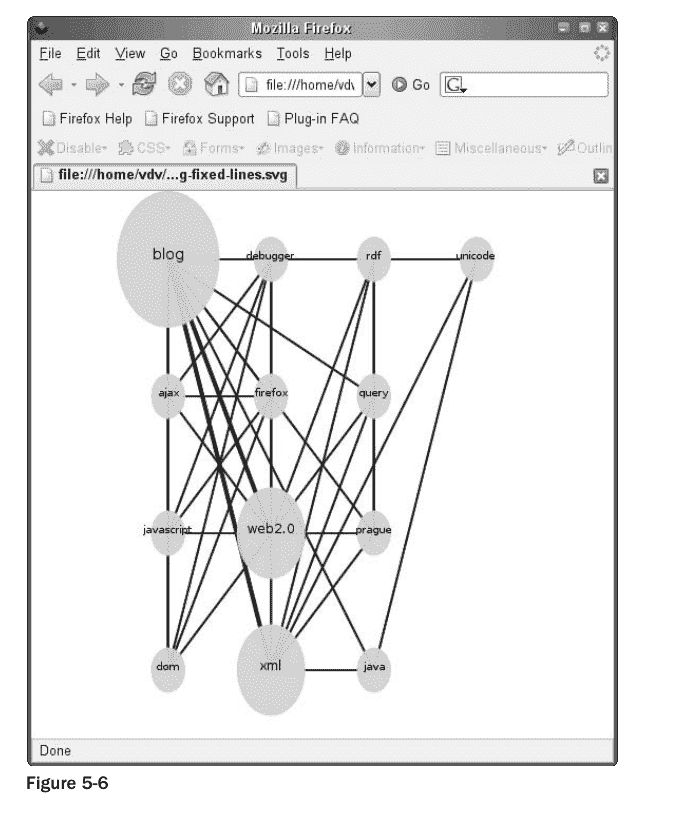 Mozilla Firefox
File Edit View Go Bookmarks Tools Help
file:///home/vd\ Go G
Firefox Help Firefox Support Plug-in FAQ
Disable CSS Forms Images Information Miscellaneous Outlin
file:///home/vdv/...g-fixed-lines.svg
blog debugger rdf unicode
ajax firefox query
javascript web2.0 prague
dom xml java
Done
Figure 5-6